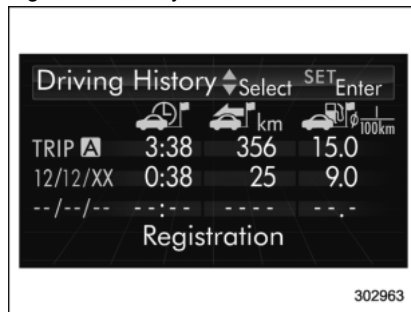 Driving History Select SET Enter
km ø l/100km
TRIP A 3:38 356 15.0
12/12/XX 0:38 25 9.0
--/--/-- --:-- ---- --.-
Registration
302963